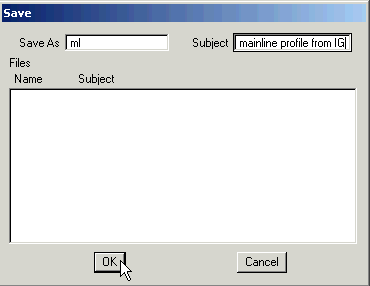 Save
Save As ml Subject mainline profile from IG
Files
Name Subject
OK Cancel